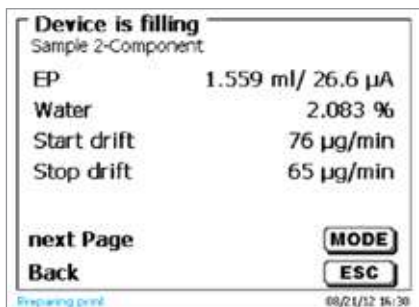 Device is filling
Sample 2-Component
EP 1.559 ml/ 26.6 µA
Water 2.083 %
Start drift 76 µg/min
Stop drift 65 µg/min
next Page MODE
Back ESC
Preparing print 08/21/12 16:30